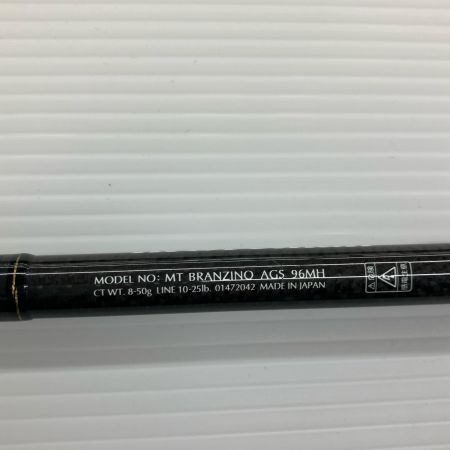 MODEL NO: MT BRANZINO AGS 96MH
CT WT. 8-50g LINE 10-25lb. 01472042 MADE IN JAPAN